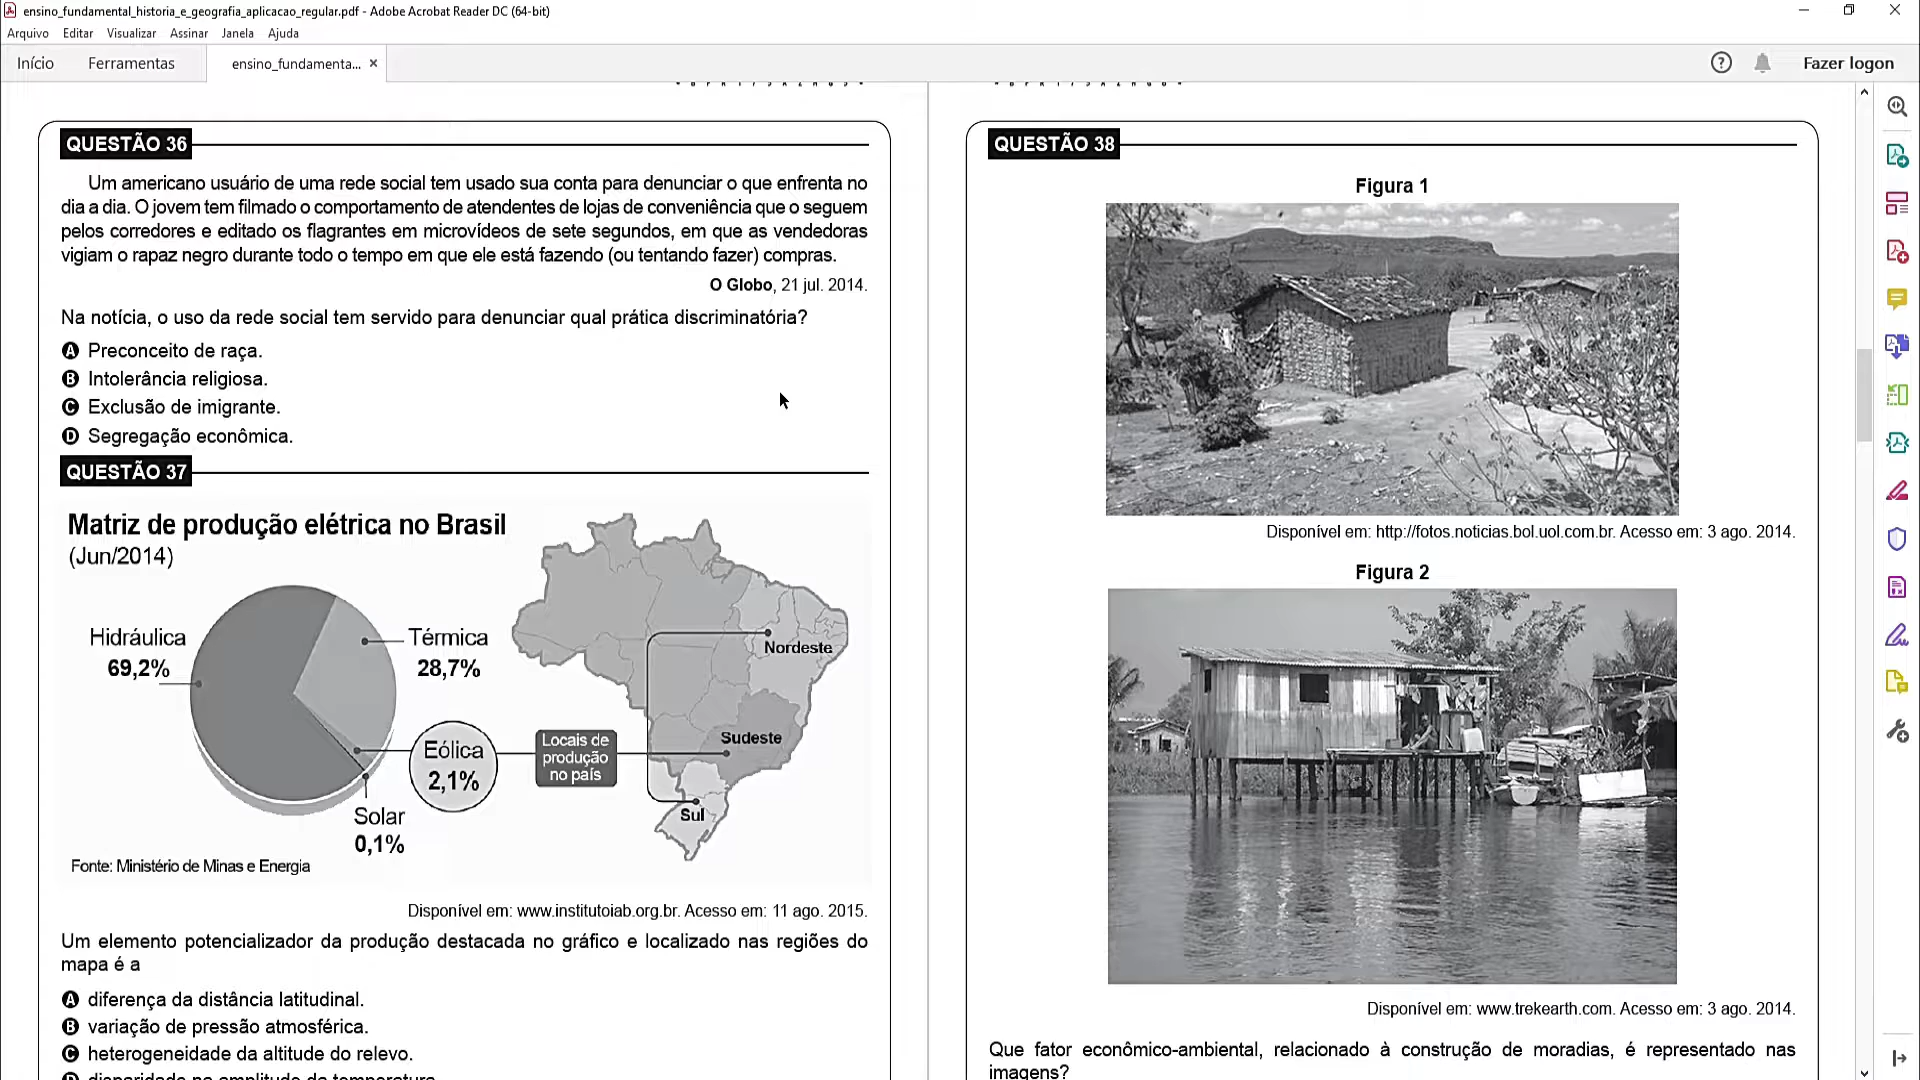 ensino_fundamental_historia_e_geografia_aplicacao_regular.pdf - Adobe Acrobat Reader DC (64-bit)
Arquivo Editar Visualizar Assinar Janela Ajuda
Início Ferramentas ensino_fundamenta... × Fazer logon
QUESTÃO 36
Um americano usuário de uma rede social tem usado sua conta para denunciar o que enfrenta no
dia a dia. O jovem tem filmado o comportamento de atendentes de lojas de conveniência que o seguem
pelos corredores e editado os flagrantes em microvídeos de sete segundos, em que as vendedoras
vigiam o rapaz negro durante todo o tempo em que ele está fazendo (ou tentando fazer) compras.
O Globo, 21 jul. 2014.
Na notícia, o uso da rede social tem servido para denunciar qual prática discriminatória?
A Preconceito de raça.
B Intolerância religiosa.
C Exclusão de imigrante.
D Segregação econômica.
QUESTÃO 37
Matriz de produção elétrica no Brasil
(Jun/2014)
Hidráulica
69,2%
Térmica
28,7%
Eólica
2,1%
Solar
0,1%
Locais de
produção
no país
Nordeste
Sudeste
Sul
Fonte: Ministério de Minas e Energia
Disponível em: www.institutoiab.org.br. Acesso em: 11 ago. 2015.
Um elemento potencializador da produção destacada no gráfico e localizado nas regiões do
mapa é a
A diferença da distância latitudinal.
B variação de pressão atmosférica.
C heterogeneidade da altitude do relevo.
D disparidade na amplitude da temperatura.
QUESTÃO 38
Figura 1
Disponível em: http://fotos.noticias.bol.uol.com.br. Acesso em: 3 ago. 2014.
Figura 2
Disponível em: www.trekearth.com. Acesso em: 3 ago. 2014.
Que fator econômico-ambiental, relacionado à construção de moradias, é representado nas
imagens?